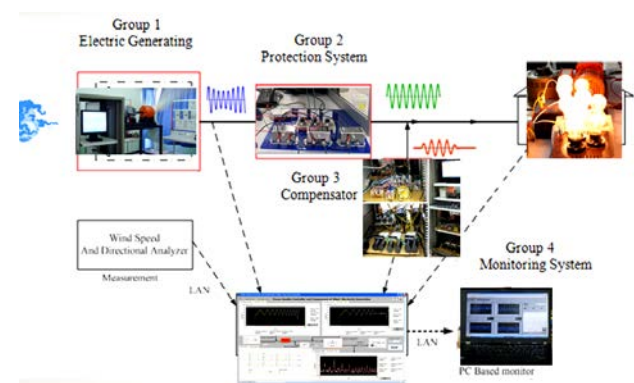 Group 1
Electric Generating
Group 2
Protection System
Group 3
Compensator
Wind Speed
And Directional Analyzer
Measurement
LAN
Group 4
Monitoring System
LAN
PC Based monitor